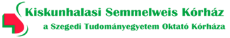 Kiskunhalasi Semmelweis Kórház
a Szegedi Tudományegyetem Oktató Kórháza